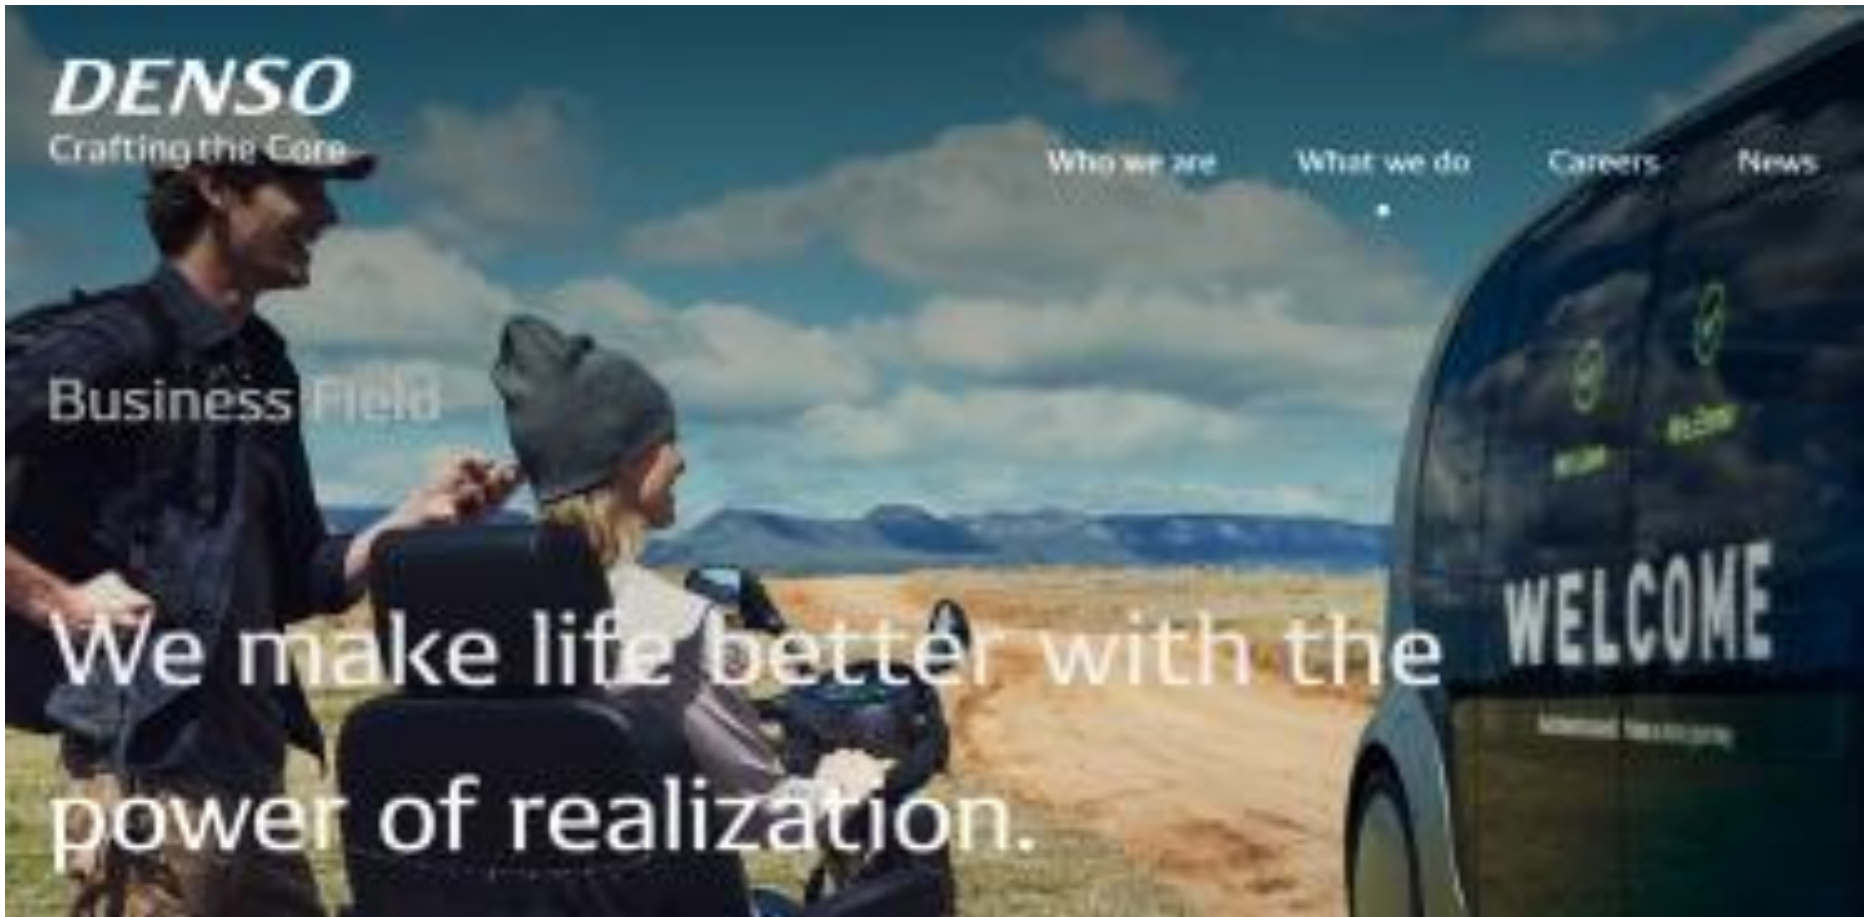 DENSO
Crafting the Core
Who we are What we do Careers News
Business Field
We make life better with the
power of realization.
WELCOME